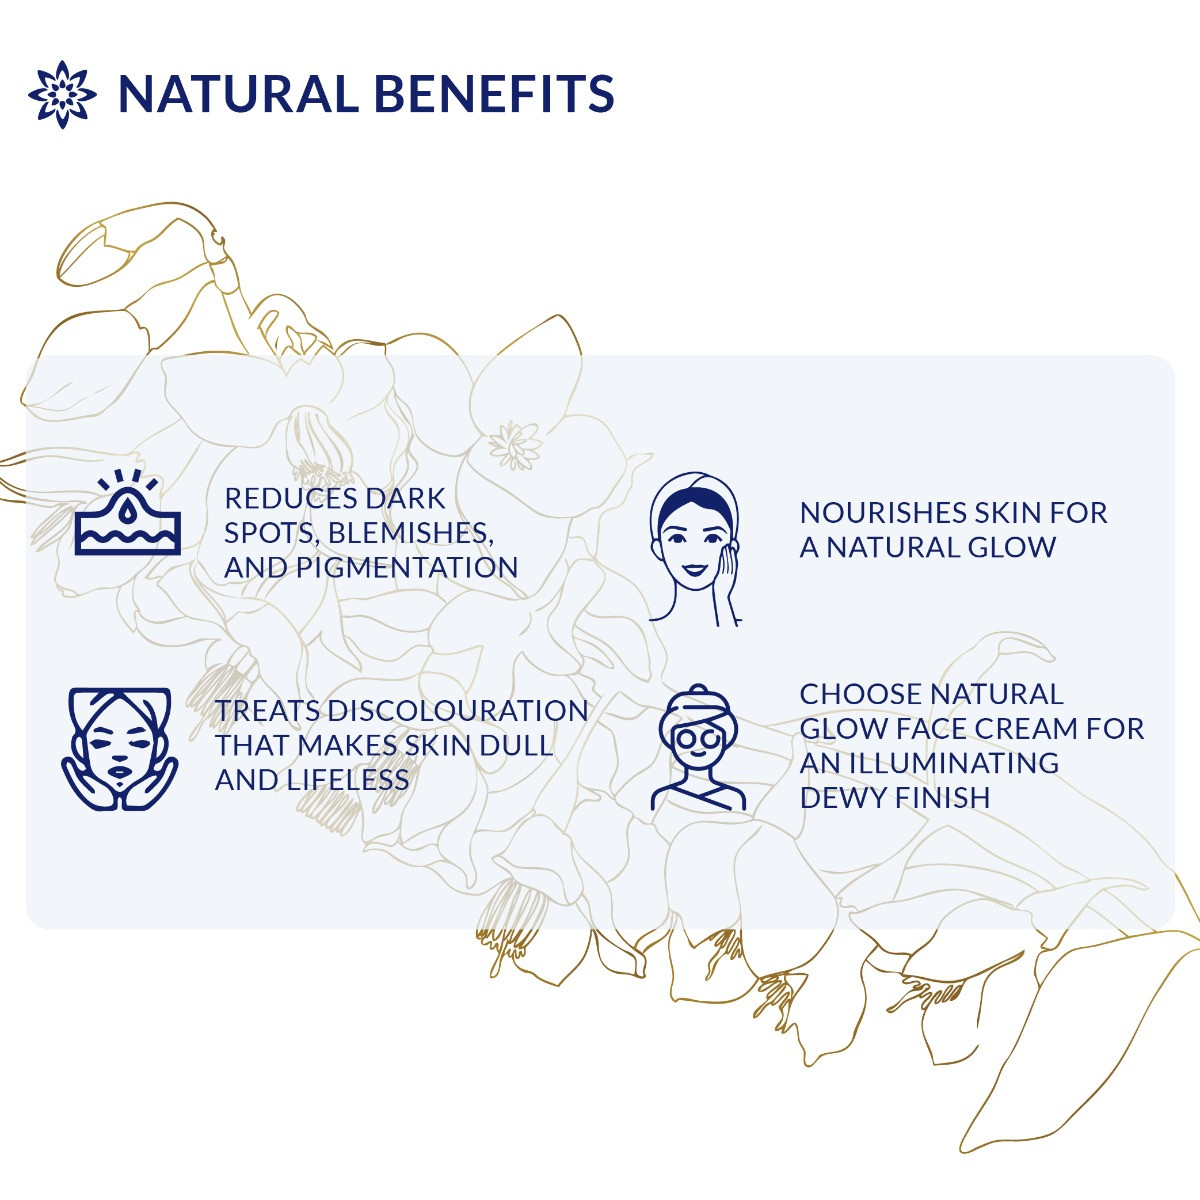 NATURAL BENEFITS
REDUCES DARK
SPOTS, BLEMISHES,
AND PIGMENTATION
NOURISHES SKIN FOR
A NATURAL GLOW
TREATS DISCOLOURATION
THAT MAKES SKIN DULL
AND LIFELESS
CHOOSE NATURAL
GLOW FACE CREAM FOR
AN ILLUMINATING
DEWY FINISH